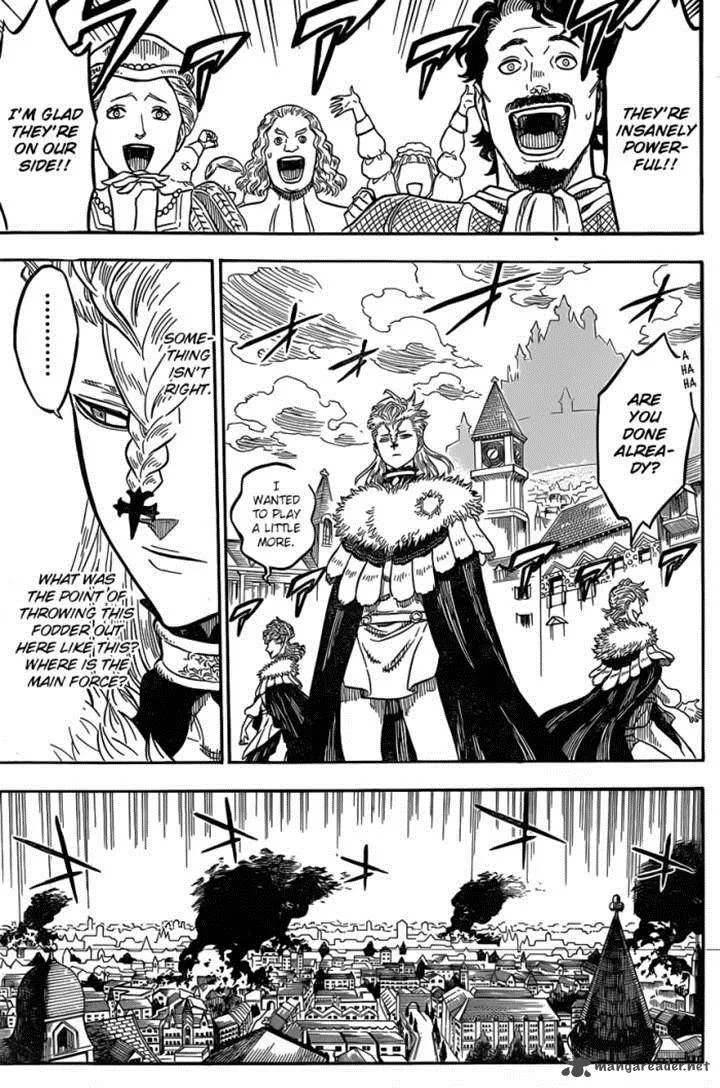 THEY'RE
INSANELY
POWER-
FUL!!
I'M GLAD
THEY'RE
ON OUR
SIDE!!
A
HA
HA
ARE
YOU
DONE
ALREA-
DY?
I
WANTED
TO PLAY
A LITTLE
MORE.
SOME-
THING
ISN'T
RIGHT.
.........
WHAT WAS
THE POINT OF
THROWING THIS
FODDER OUT
HERE LIKE THIS?
WHERE IS THE
MAIN FORCE?
mangareader.net